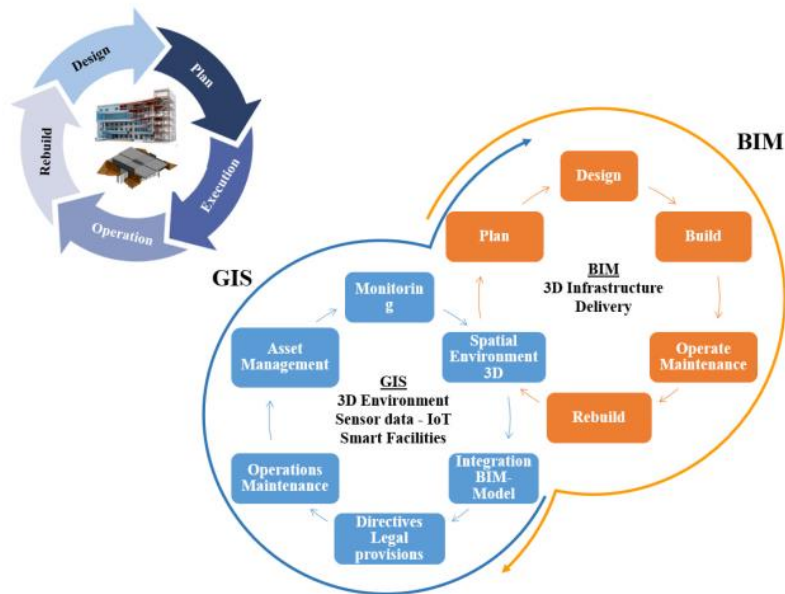 Design
Plan
Execution
Operation
Rebuild
BIM
Design
Plan
Build
BIM
3D Infrastructure
Delivery
Operate
Maintenance
Rebuild
GIS
Monitorin
g
Asset
Management
Spatial
Environment
3D
GIS
3D Environment
Sensor data - IoT
Smart Facilities
Operations
Maintenance
Integration
BIM-
Model
Directives
Legal
provisions